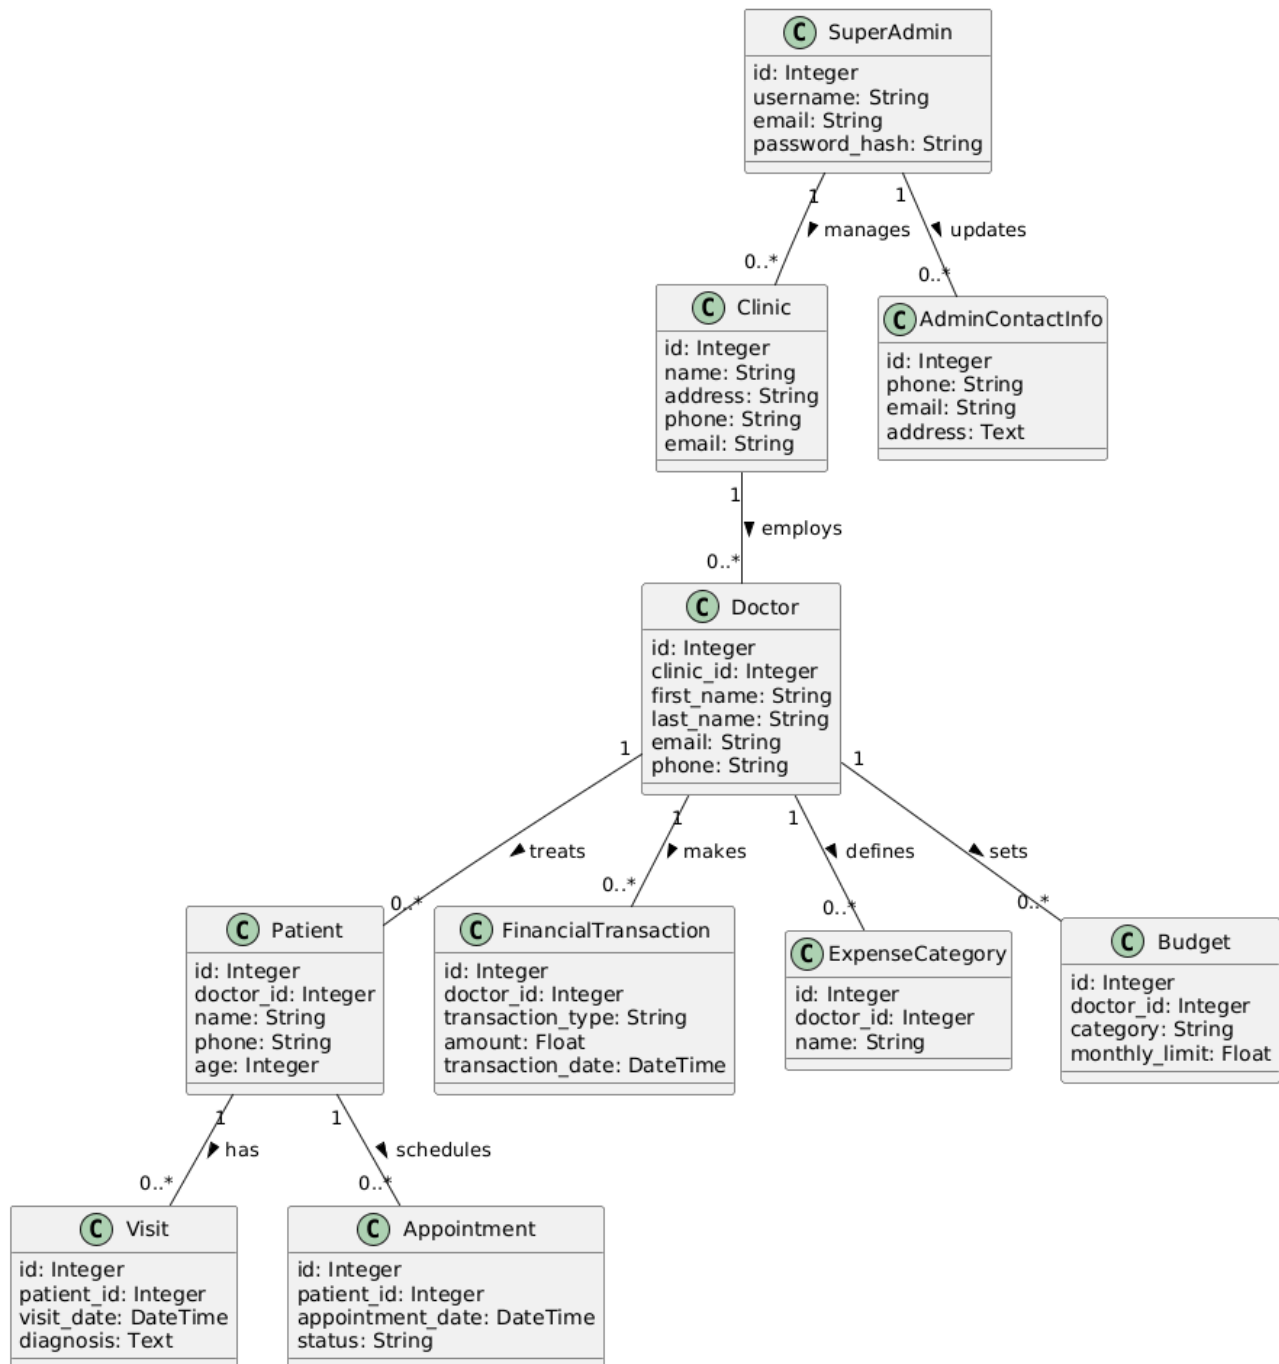 C SuperAdmin
id: Integer
username: String
email: String
password_hash: String
1
1
manages
updates
0..*
0..*
C Clinic
id: Integer
name: String
address: String
phone: String
email: String
C AdminContactInfo
id: Integer
phone: String
email: String
address: Text
1
employs
0..*
C Doctor
id: Integer
clinic_id: Integer
first_name: String
last_name: String
email: String
phone: String
1
1
1
1
treats
makes
defines
sets
0..*
0..*
0..*
0..*
C Patient
id: Integer
doctor_id: Integer
name: String
phone: String
age: Integer
C FinancialTransaction
id: Integer
doctor_id: Integer
transaction_type: String
amount: Float
transaction_date: DateTime
C ExpenseCategory
id: Integer
doctor_id: Integer
name: String
C Budget
id: Integer
doctor_id: Integer
category: String
monthly_limit: Float
1
1
has
schedules
0..*
0..*
C Visit
id: Integer
patient_id: Integer
visit_date: DateTime
diagnosis: Text
C Appointment
id: Integer
patient_id: Integer
appointment_date: DateTime
status: String